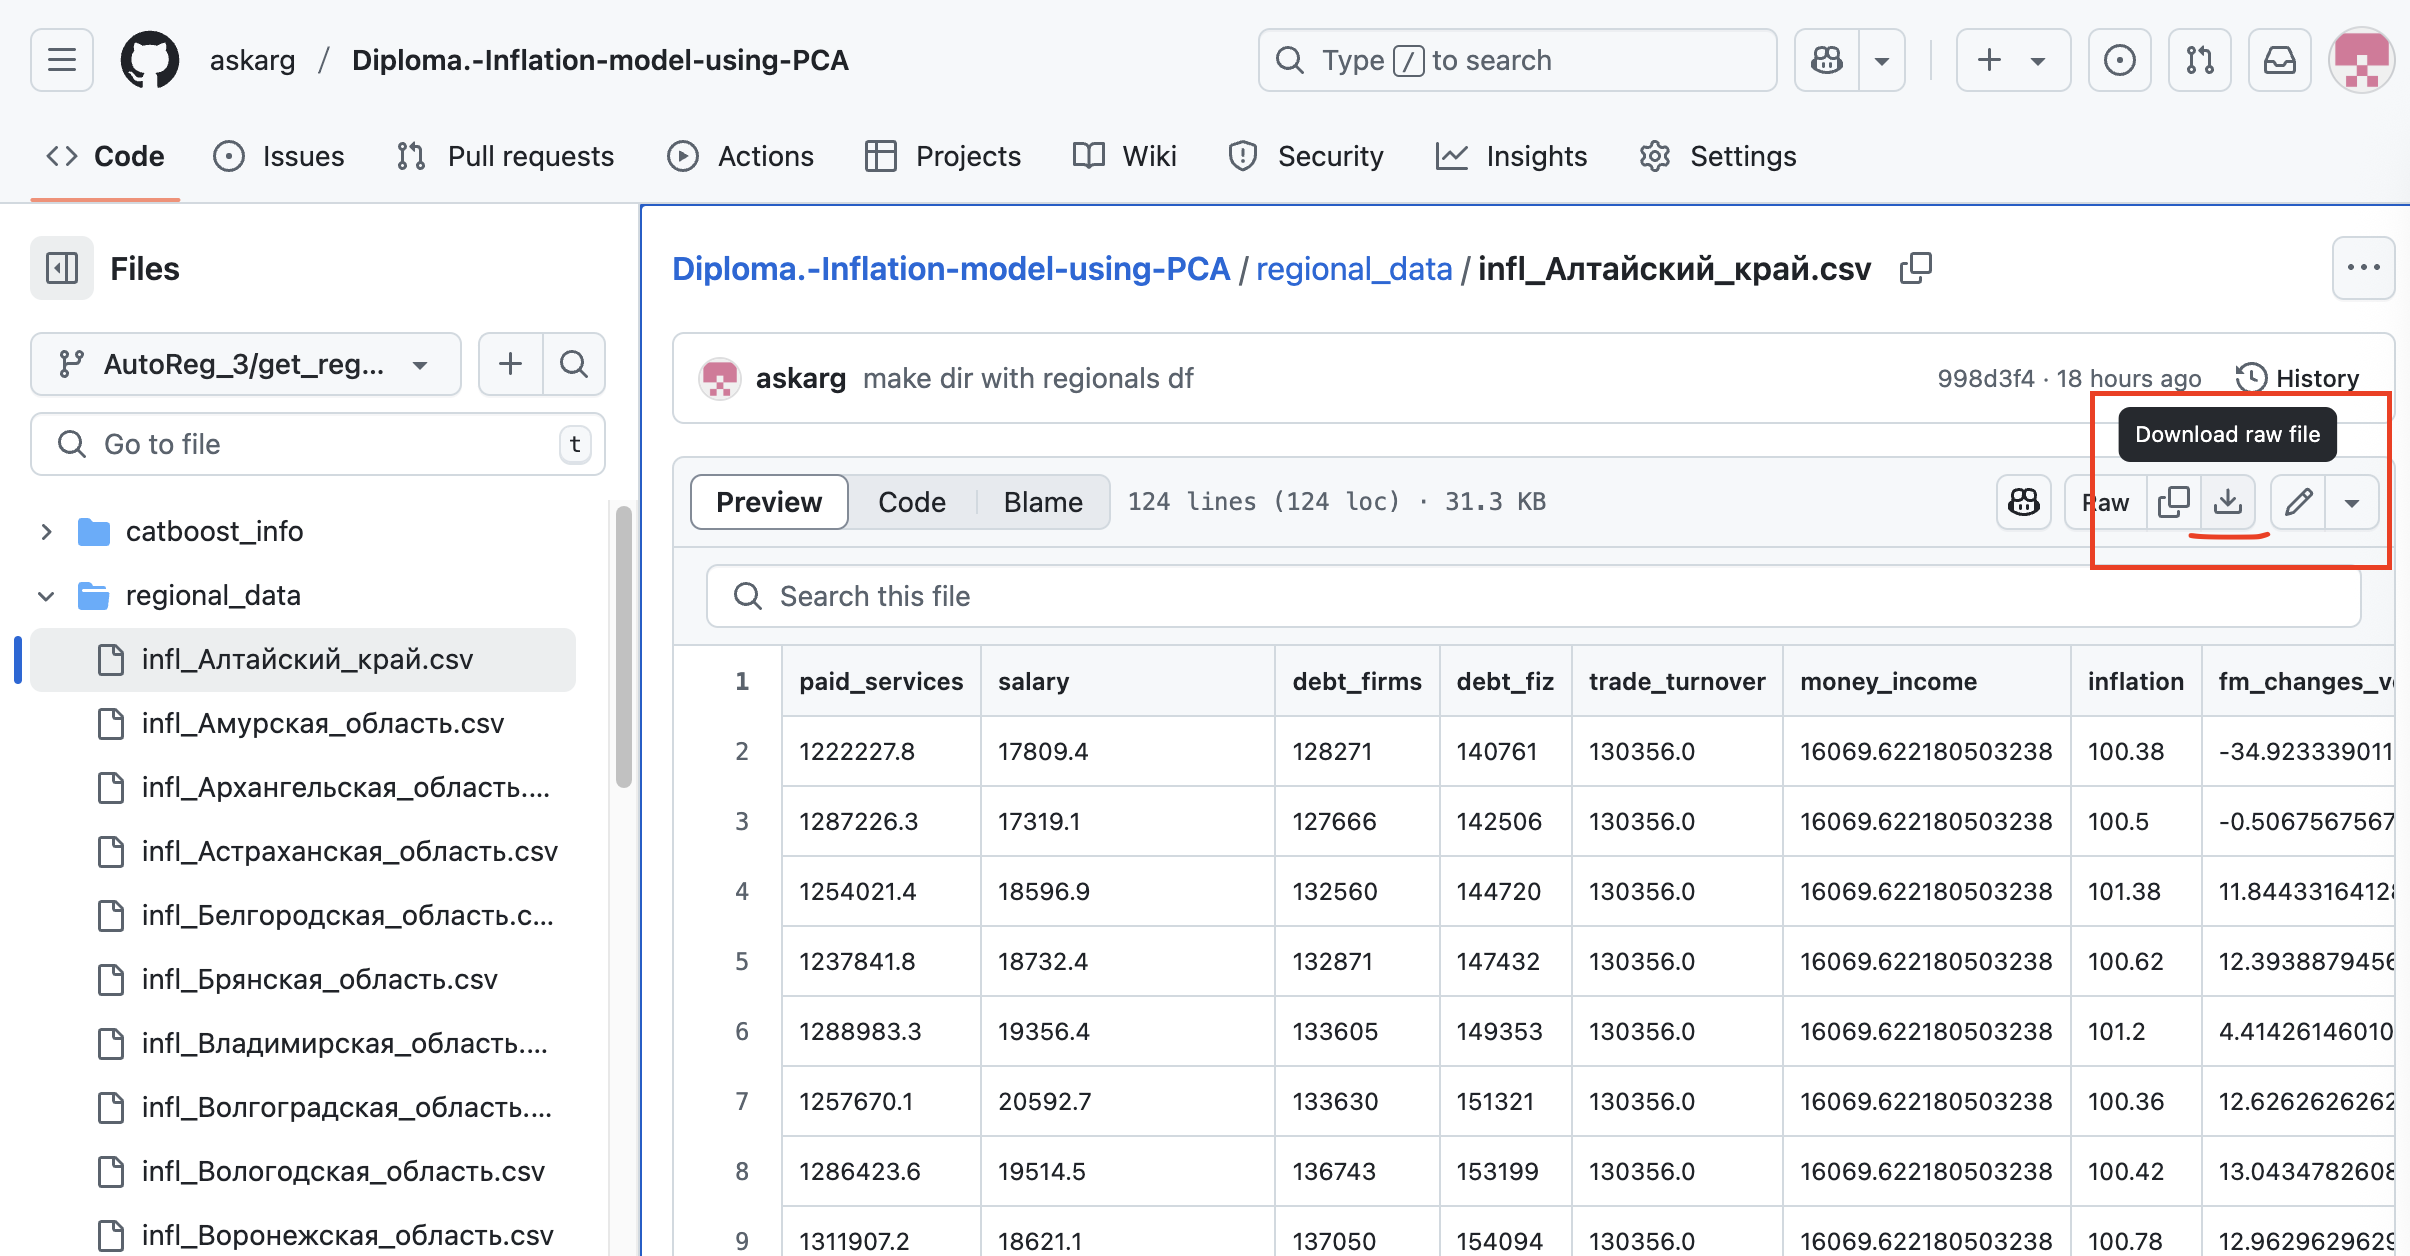 askarg / Diploma.-Inflation-model-using-PCA
Type / to search
Code Issues Pull requests Actions Projects Wiki Security Insights Settings
Files
AutoReg_3/get_reg...
Go to file t
catboost_info
regional_data
infl_Алтайский_край.csv
infl_Амурская_область.csv
infl_Архангельская_область....
infl_Астраханская_область.csv
infl_Белгородская_область.c...
infl_Брянская_область.csv
infl_Владимирская_область....
infl_Волгоградская_область....
infl_Вологодская_область.csv
infl_Воронежская_область.csv
Diploma.-Inflation-model-using-PCA / regional_data / infl_Алтайский_край.csv
askarg make dir with regionals df 998d3f4 · 18 hours ago History
Download raw file
Preview Code Blame 124 lines (124 loc) · 31.3 KB Raw
Search this file
1 paid_services salary debt_firms debt_fiz trade_turnover money_income inflation fm_changes_v
2 1222227.8 17809.4 128271 140761 130356.0 16069.622180503238 100.38 -34.923339011
3 1287226.3 17319.1 127666 142506 130356.0 16069.622180503238 100.5 -0.5067567567
4 1254021.4 18596.9 132560 144720 130356.0 16069.622180503238 101.38 11.8443316412
5 1237841.8 18732.4 132871 147432 130356.0 16069.622180503238 100.62 12.3938879456
6 1288983.3 19356.4 133605 149353 130356.0 16069.622180503238 101.2 4.41426146010
7 1257670.1 20592.7 133630 151321 130356.0 16069.622180503238 100.36 12.6262626262
8 1286423.6 19514.5 136743 153199 130356.0 16069.622180503238 100.42 13.0434782608
9 1311907.2 18621.1 137050 154094 130356.0 16069.622180503238 100.78 12.9629629629